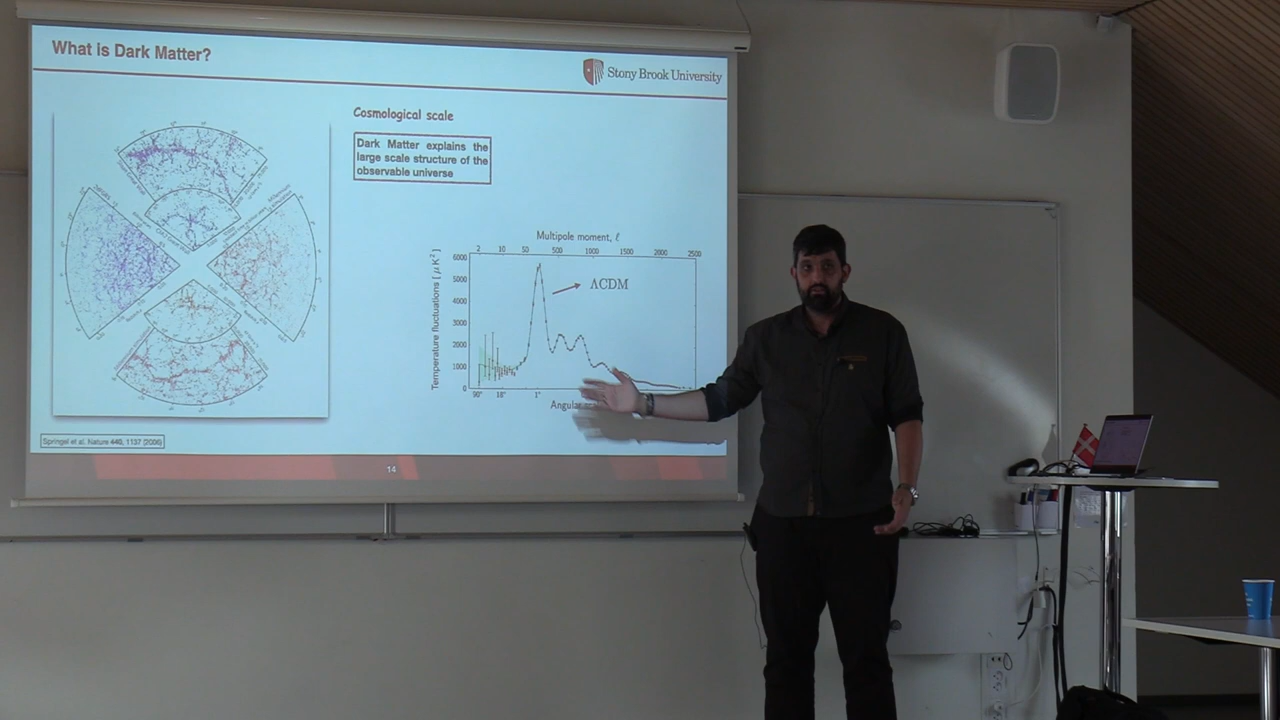 What is Dark Matter?
Stony Brook University
Cosmological scale
Dark Matter explains the
large scale structure of the
observable universe
Multipole moment, ℓ
2 10 50 500 1000 1500 2000 2500
Temperature fluctuations [ μ K² ]
6000
5000
4000
3000
2000
1000
0
ΛCDM
90° 18° 1°
Springel et al. Nature 440, 1137 (2006)
14